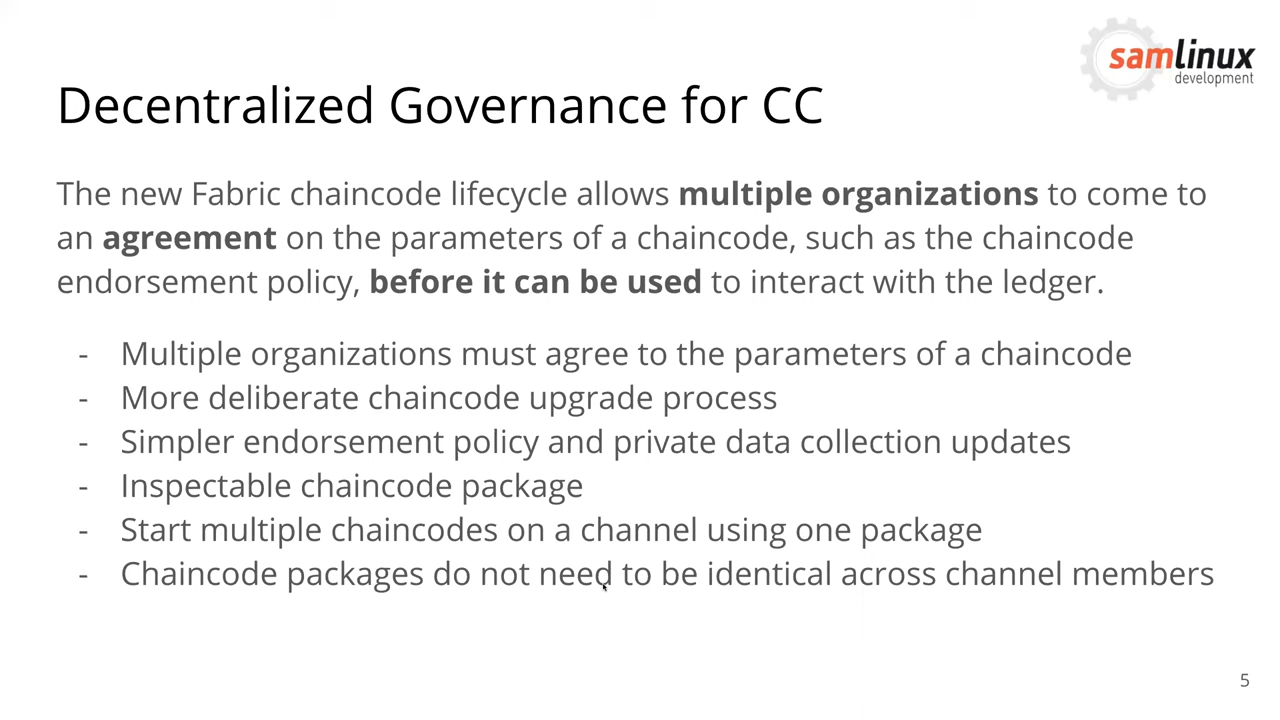 samlinux
development
Decentralized Governance for CC
The new Fabric chaincode lifecycle allows multiple organizations to come to
an agreement on the parameters of a chaincode, such as the chaincode
endorsement policy, before it can be used to interact with the ledger.
- Multiple organizations must agree to the parameters of a chaincode
- More deliberate chaincode upgrade process
- Simpler endorsement policy and private data collection updates
- Inspectable chaincode package
- Start multiple chaincodes on a channel using one package
- Chaincode packages do not need to be identical across channel members
5